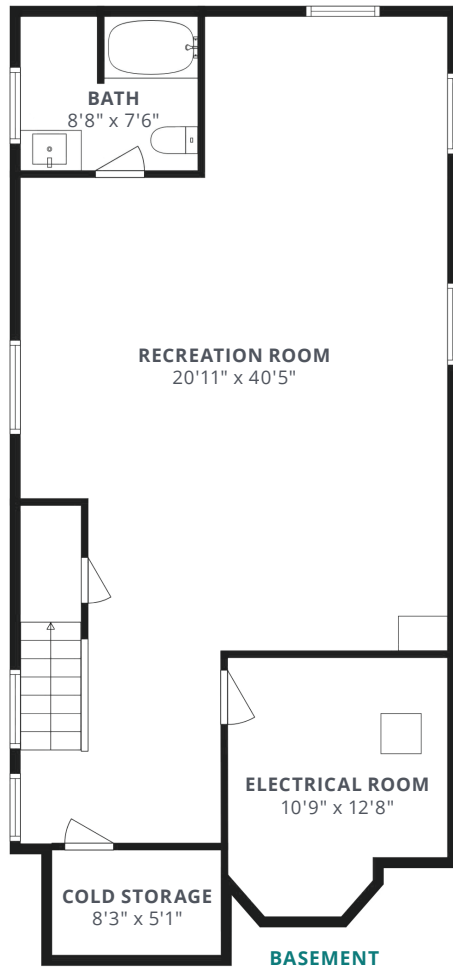 BATH
8'8" x 7'6"
RECREATION ROOM
20'11" x 40'5"
ELECTRICAL ROOM
10'9" x 12'8"
COLD STORAGE
8'3" x 5'1"
BASEMENT